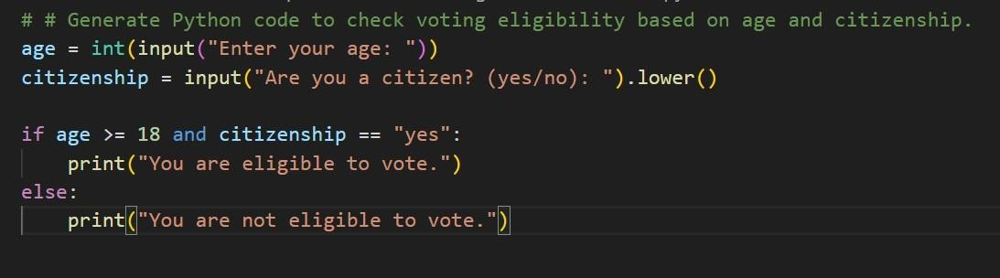 # # Generate Python code to check voting eligibility based on age and citizenship.
age = int(input("Enter your age: "))
citizenship = input("Are you a citizen? (yes/no): ").lower()
if age >= 18 and citizenship == "yes":
    print("You are eligible to vote.")
else:
    print("You are not eligible to vote.")